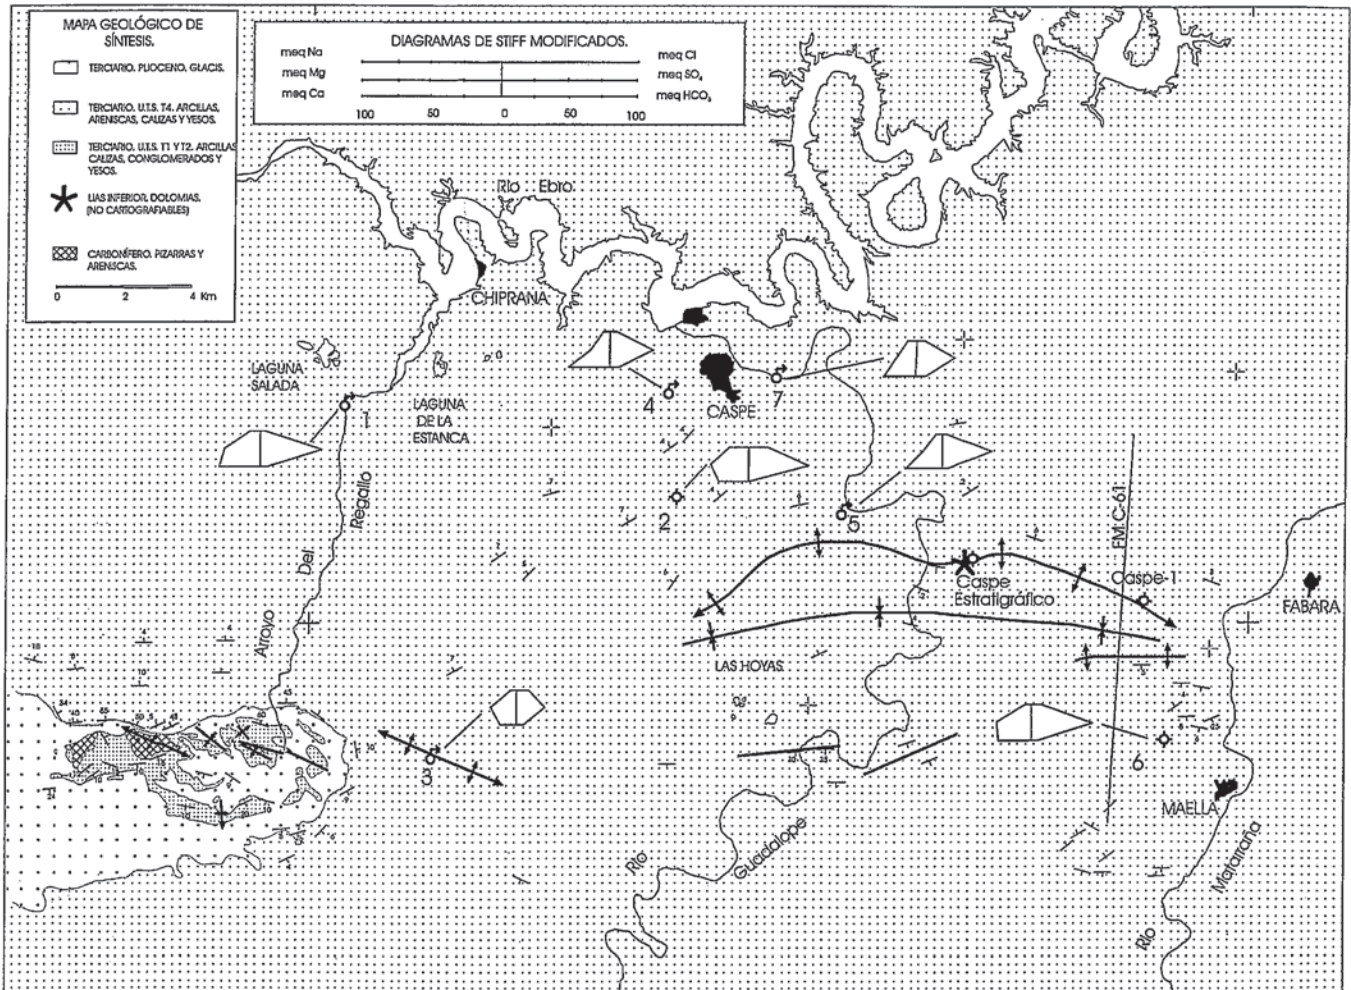 MAPA GEOLÓGICO DE
SÍNTESIS.
TERCIARIO. PLIOCENO. GLACIS.
TERCIARIO. U.T.S. T4. ARCILLAS,
ARENISCAS, CALIZAS Y YESOS.
TERCIARIO. U.T.S. T1 Y T2. ARCILLAS
CALIZAS, CONGLOMERADOS Y
YESOS.
LIAS INFERIOR. DOLOMIAS.
(NO CARTOGRAFIABLES)
CARBONÍFERO. PIZARRAS Y
ARENISCAS.
0 2 4 Km
DIAGRAMAS DE STIFF MODIFICADOS.
meq Na meq Cl
meq Mg meq SO₄
meq Ca meq HCO₃
100 50 0 50 100
Río Ebro
CHIPRANA
LAGUNA
SALADA
1
LAGUNA
DE LA
ESTANCA
4
CASPE
7
2
5
Arroyo Del Regallo
F.M. C-61
Caspe
Estratigráfico
Caspe-1
FABARA
LAS HOYAS
3
6
MAELLA
Río Guadalope
Río Matarraña